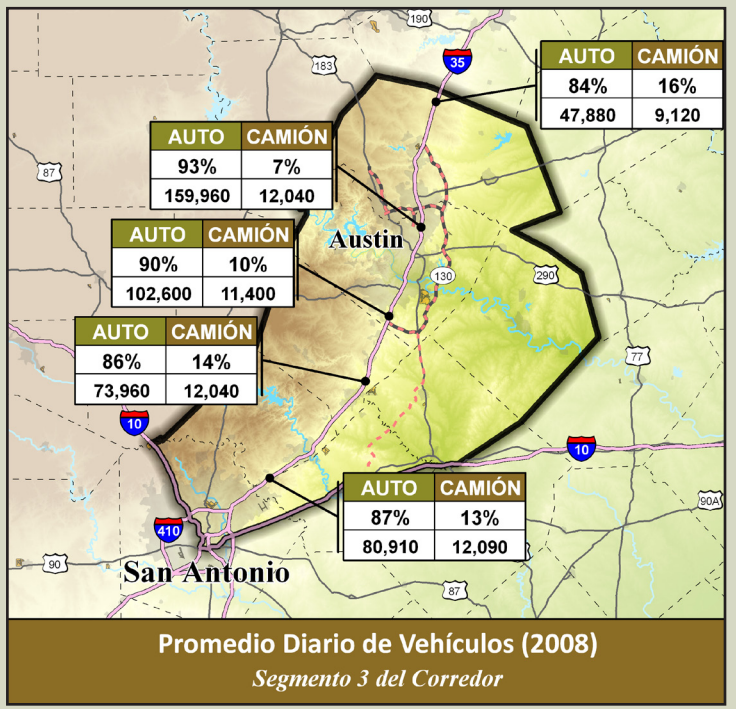 190
35
183
AUTO CAMIÓN
84% 16%
47,880 9,120
AUTO CAMIÓN
93% 7%
159,960 12,040
87
Austin
AUTO CAMIÓN
90% 10%
102,600 11,400
130
290
AUTO CAMIÓN
86% 14%
73,960 12,040
77
10
10
AUTO CAMIÓN
87% 13%
80,910 12,090
90A
410
90
San Antonio
87
Promedio Diario de Vehículos (2008)
Segmento 3 del Corredor